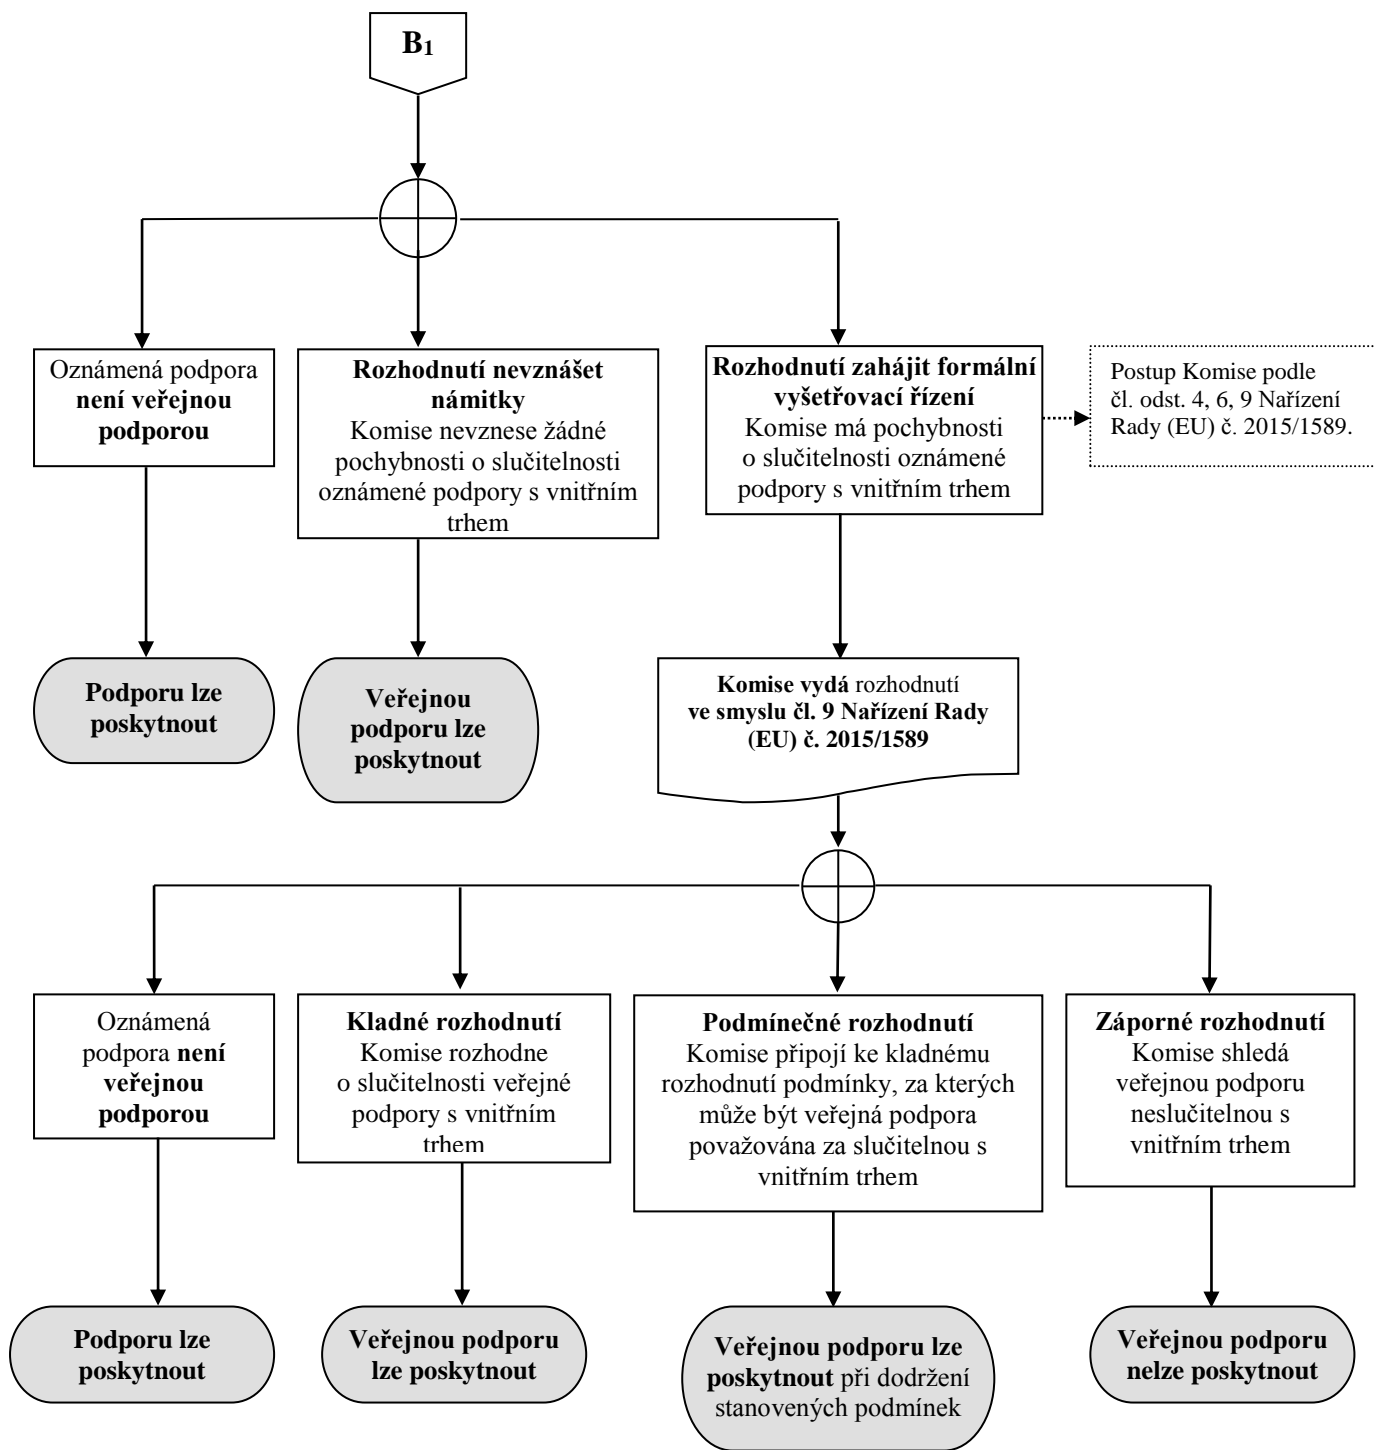 B1
Oznámená podpora
není veřejnou
podporou
Rozhodnutí nevznášet
námitky
Komise nevznese žádné
pochybnosti o slučitelnosti
oznámené podpory s vnitřním
trhem
Rozhodnutí zahájit formální
vyšetřovací řízení
Komise má pochybnosti
o slučitelnosti oznámené
podpory s vnitřním trhem
Postup Komise podle
čl. odst. 4, 6, 9 Nařízení
Rady (EU) č. 2015/1589.
Podporu lze
poskytnout
Veřejnou
podporu lze
poskytnout
Komise vydá rozhodnutí
ve smyslu čl. 9 Nařízení Rady
(EU) č. 2015/1589
Oznámená
podpora není
veřejnou
podporou
Kladné rozhodnutí
Komise rozhodne
o slučitelnosti veřejné
podpory s vnitřním
trhem
Podmínečné rozhodnutí
Komise připojí ke kladnému
rozhodnutí podmínky, za kterých
může být veřejná podpora
považována za slučitelnou s
vnitřním trhem
Záporné rozhodnutí
Komise shledá
veřejnou podporu
neslučitelnou s
vnitřním trhem
Podporu lze
poskytnout
Veřejnou podporu
lze poskytnout
Veřejnou podporu lze
poskytnout při dodržení
stanovených podmínek
Veřejnou podporu
nelze poskytnout